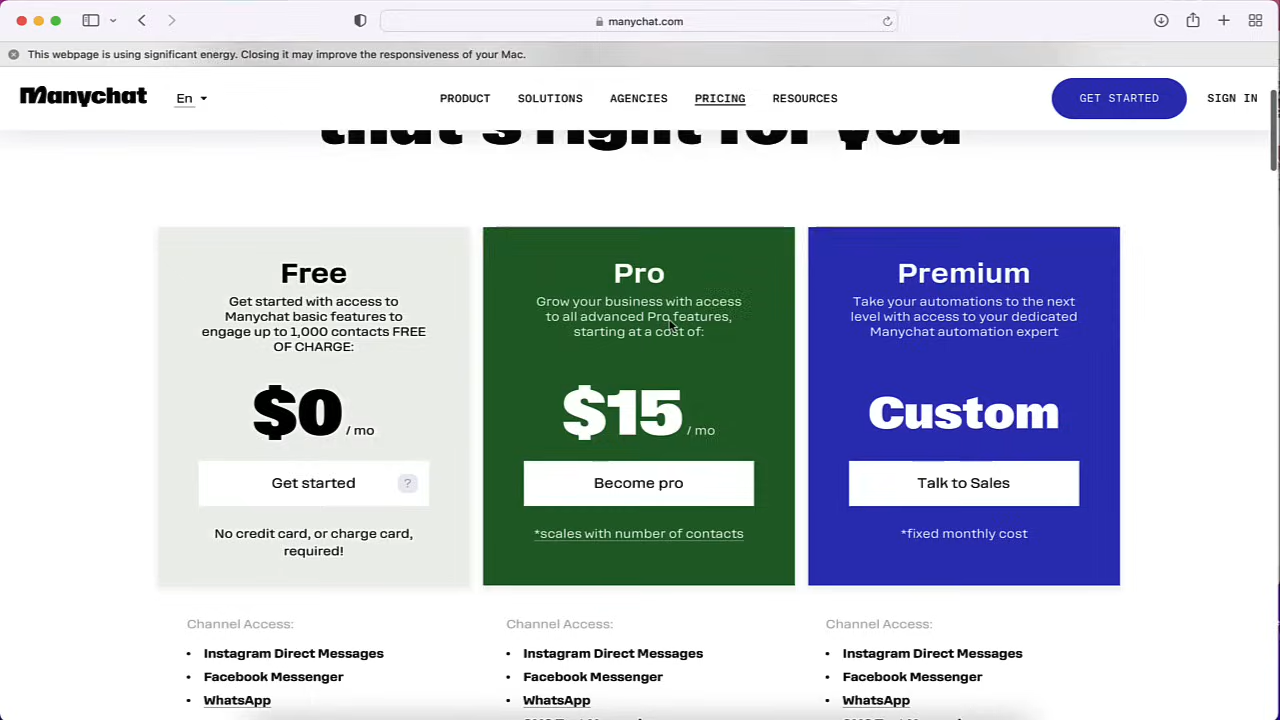 manychat.com
This webpage is using significant energy. Closing it may improve the responsiveness of your Mac.
Manychat
En
PRODUCT SOLUTIONS AGENCIES PRICING RESOURCES
GET STARTED SIGN IN
that's right for you
Free
Get started with access to
Manychat basic features to
engage up to 1,000 contacts FREE
OF CHARGE:
$0 / mo
Get started ?
No credit card, or charge card,
required!
Pro
Grow your business with access
to all advanced Pro features,
starting at a cost of:
$15 / mo
Become pro
*scales with number of contacts
Premium
Take your automations to the next
level with access to your dedicated
Manychat automation expert
Custom
Talk to Sales
*fixed monthly cost
Channel Access:
• Instagram Direct Messages
• Facebook Messenger
• WhatsApp
Channel Access:
• Instagram Direct Messages
• Facebook Messenger
• WhatsApp
Channel Access:
• Instagram Direct Messages
• Facebook Messenger
• WhatsApp